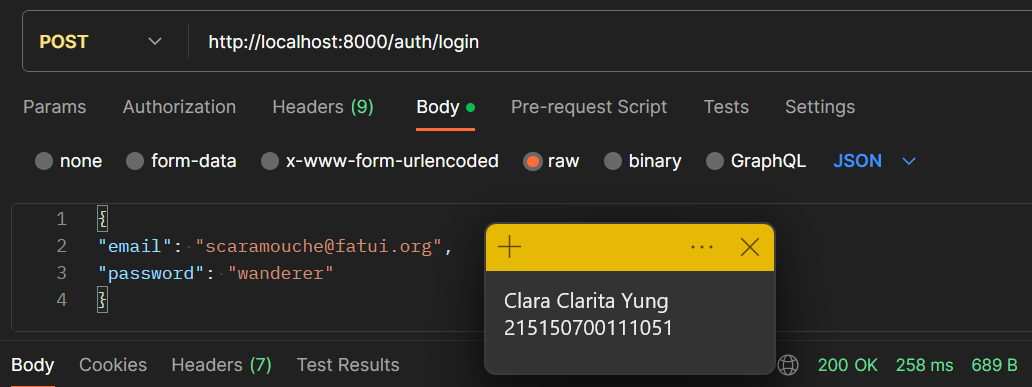 POST http://localhost:8000/auth/login
Params Authorization Headers (9) Body Pre-request Script Tests Settings
none form-data x-www-form-urlencoded raw binary GraphQL JSON
1 {
2 "email": "scaramouche@fatui.org",
3 "password": "wanderer"
4 }
Clara Clarita Yung
215150700111051
Body Cookies Headers (7) Test Results 200 OK 258 ms 689 B